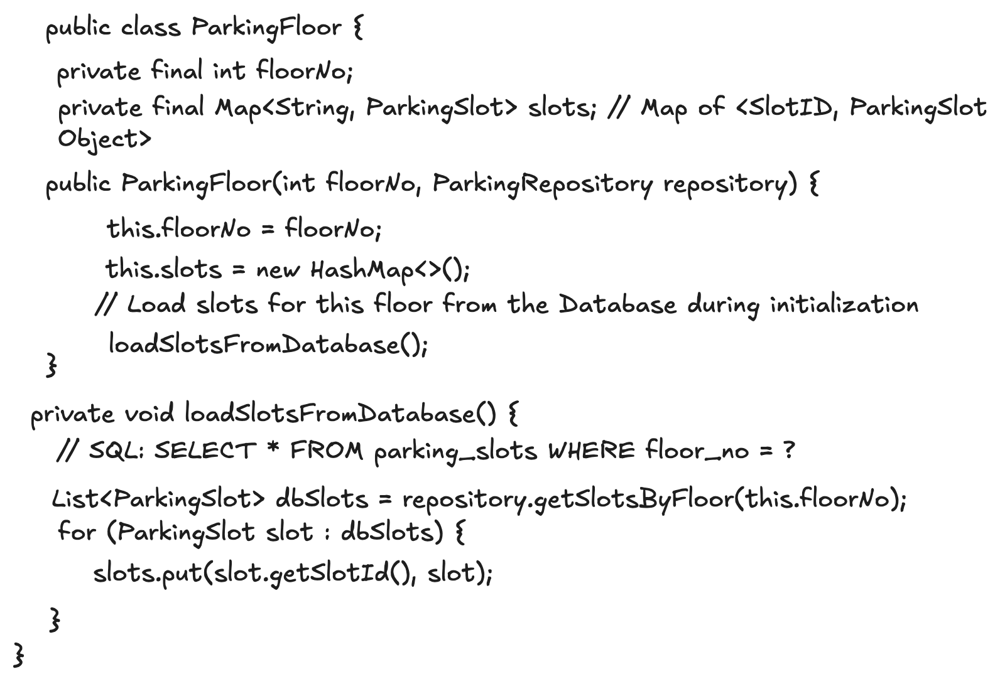 public class ParkingFloor {
private final int floorNo;
private final Map<String, ParkingSlot> slots; // Map of <SlotID, ParkingSlot
Object>
public ParkingFloor(int floorNo, ParkingRepository repository) {
this.floorNo = floorNo;
this.slots = new HashMap<>();
// Load slots for this floor from the Database during initialization
loadSlotsFromDatabase();
}
private void loadSlotsFromDatabase() {
// SQL: SELECT * FROM parking_slots WHERE floor_no = ?
List<ParkingSlot> dbSlots = repository.getSlotsByFloor(this.floorNo);
for (ParkingSlot slot : dbSlots) {
slots.put(slot.getSlotId(), slot);
}
}